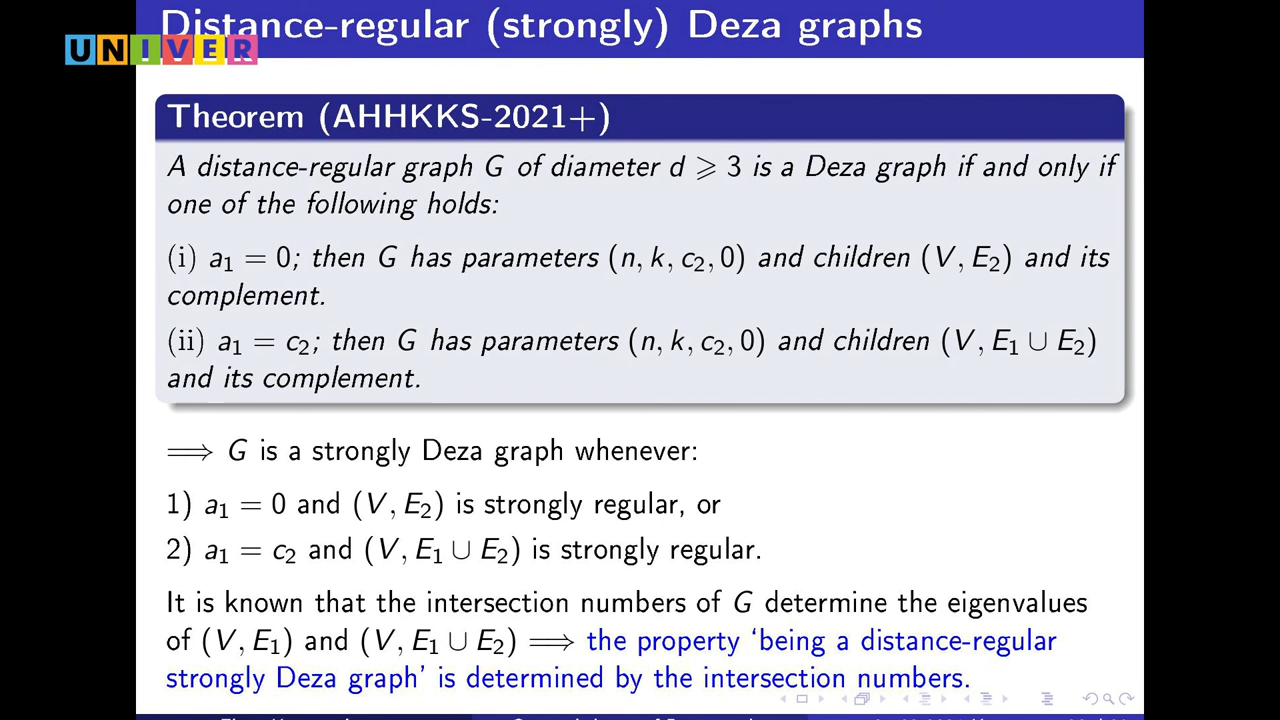 Distance-regular (strongly) Deza graphs
UNIVER
Theorem (AHHKKS-2021+)
A distance-regular graph G of diameter d ⩾ 3 is a Deza graph if and only if
one of the following holds:
(i) a₁ = 0; then G has parameters (n, k, c₂, 0) and children (V, E₂) and its
complement.
(ii) a₁ = c₂; then G has parameters (n, k, c₂, 0) and children (V, E₁ ∪ E₂)
and its complement.
⟹ G is a strongly Deza graph whenever:
1) a₁ = 0 and (V, E₂) is strongly regular, or
2) a₁ = c₂ and (V, E₁ ∪ E₂) is strongly regular.
It is known that the intersection numbers of G determine the eigenvalues
of (V, E₁) and (V, E₁ ∪ E₂) ⟹ the property ‘being a distance-regular
strongly Deza graph’ is determined by the intersection numbers.